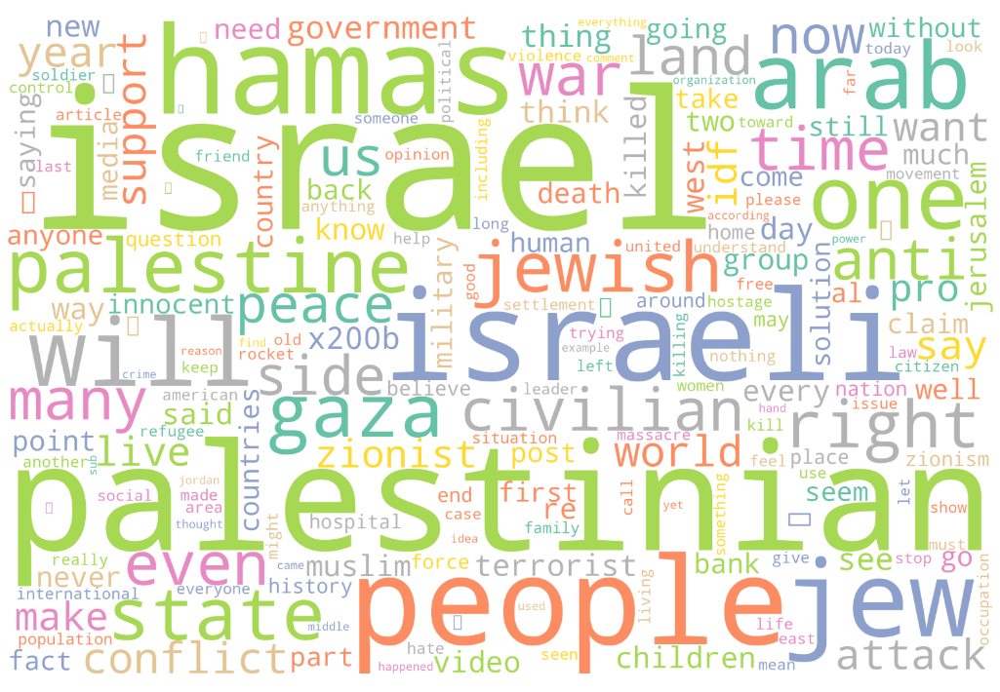 new
need
government
everything
thing
going
now
without
year
hamas
violence
comment
land
today
look
soldier
control
war
organization
arab
far
article
support
political
someone
think
take
israel
saying
media
us
including
killed
two
toward
still
want
last
friend
opinion
time
much
country
back
death
west
idf
come
movement
please
anything
one
jerusalem
anyone
question
know
help
long
human
according
home
day
palestine
jewish
united
understand
group
anti
power
way
innocent
peace
military
good
settlement
around
free
hostage
solution
al
pro
actually
will
x200b
israeli
trying
killing
may
claim
reason
find
old
example
nothing
say
crime
keep
rocket
left
law
citizen
side
believe
leader
women
every
nation
well
many
american
said
gaza
civilian
hand
issue
right
point
refugee
countries
situation
massacre
kill
another
live
zionist
post
world
feel
place
zionism
sub
palestinian
jordan
use
seem
let
social
made
area
end
first
call
something
show
thought
case
re
yet
might
hospital
family
idea
really
even
came
muslim
force
terrorist
bank
give
see
stop
must
go
never
international
everyone
history
people
living
jew
occupation
make
state
used
life
population
middle
east
fact
conflict
part
hate
happened
video
seen
children
mean
attack